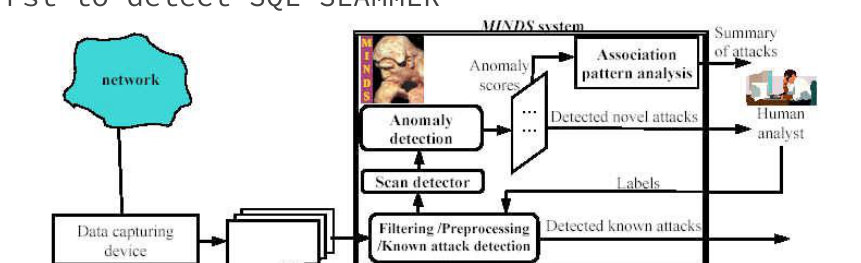 rst to detect SQL SLAMMER
MINDS system
Summary
of attacks
MINDS
network
Anomaly
scores
Association
pattern analysis
...
...
Anomaly
detection
Detected novel attacks
Human
analyst
Scan detector
Labels
Data capturing
device
Filtering /Preprocessing
/Known attack detection
Detected known attacks